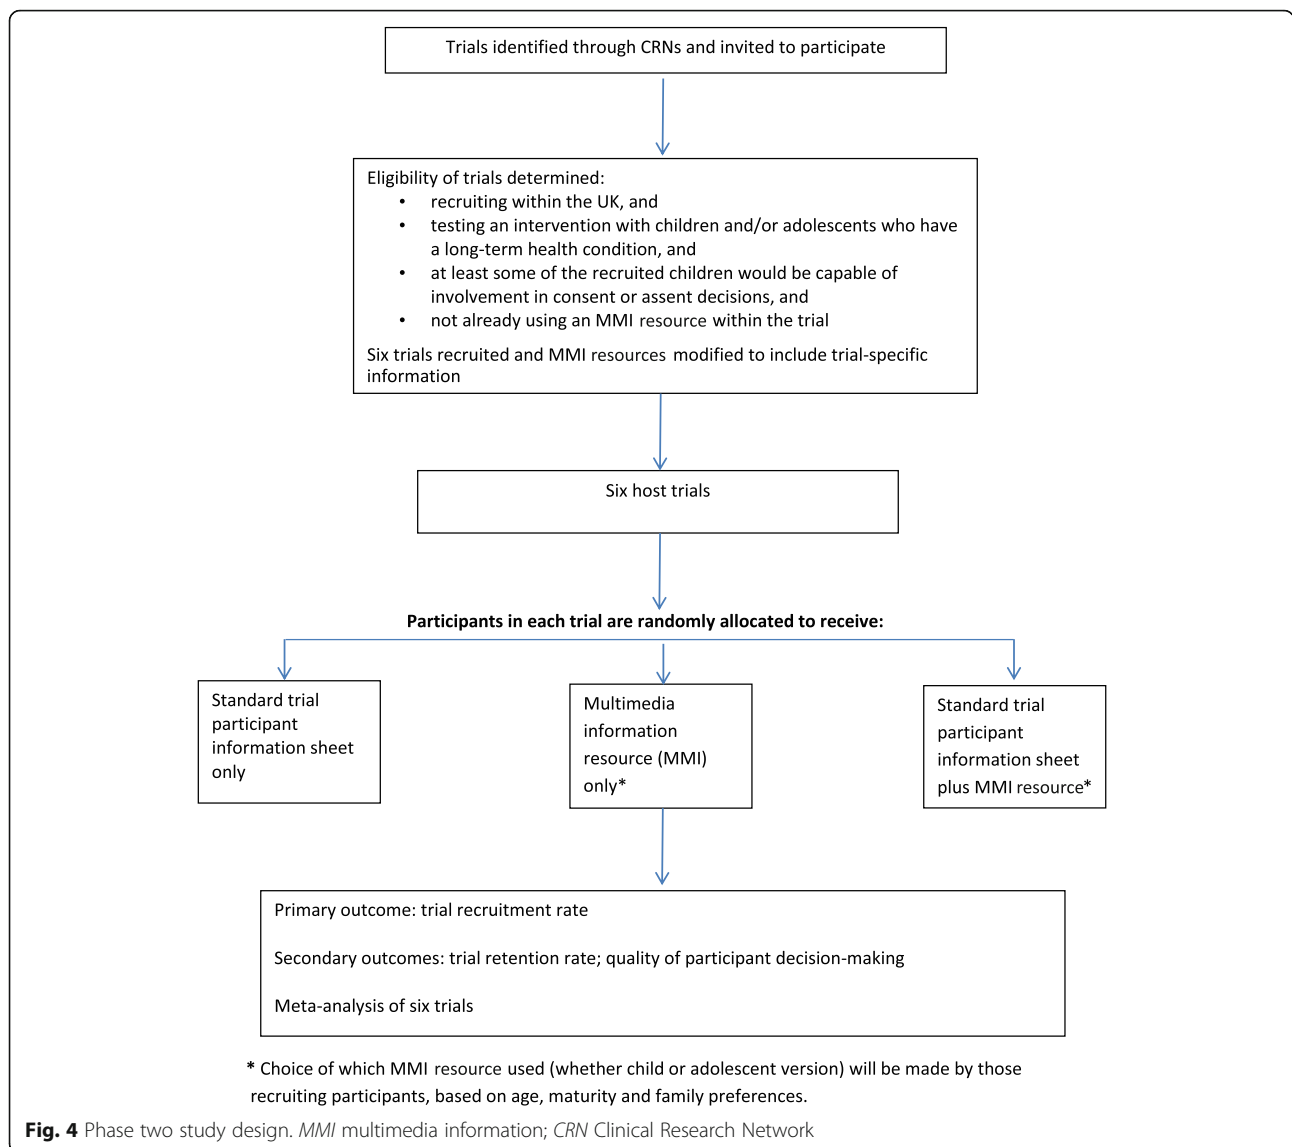 Trials identified through CRNs and invited to participate
Eligibility of trials determined:
• recruiting within the UK, and
• testing an intervention with children and/or adolescents who have
a long-term health condition, and
• at least some of the recruited children would be capable of
involvement in consent or assent decisions, and
• not already using an MMI resource within the trial
Six trials recruited and MMI resources modified to include trial-specific
information
Six host trials
Participants in each trial are randomly allocated to receive:
Standard trial
participant
information sheet
only
Multimedia
information
resource (MMI)
only*
Standard trial
participant
information sheet
plus MMI resource*
Primary outcome: trial recruitment rate
Secondary outcomes: trial retention rate; quality of participant decision-making
Meta-analysis of six trials
* Choice of which MMI resource used (whether child or adolescent version) will be made by those
recruiting participants, based on age, maturity and family preferences.
Fig. 4 Phase two study design. MMI multimedia information; CRN Clinical Research Network